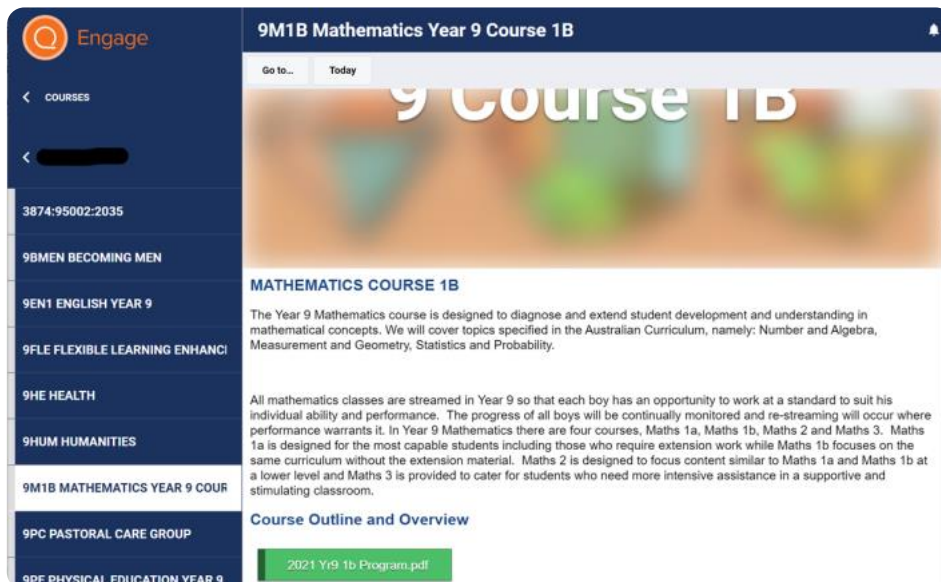 Engage
9M1B Mathematics Year 9 Course 1B
Go to...
Today
COURSES
3874:95002:2035
9BMEN BECOMING MEN
9EN1 ENGLISH YEAR 9
9FLE FLEXIBLE LEARNING ENHANCI
9HE HEALTH
9HUM HUMANITIES
9M1B MATHEMATICS YEAR 9 COUR
9PC PASTORAL CARE GROUP
9PE PHYSICAL EDUCATION YEAR 9
9 Course 1B
MATHEMATICS COURSE 1B
The Year 9 Mathematics course is designed to diagnose and extend student development and understanding in
mathematical concepts. We will cover topics specified in the Australian Curriculum, namely: Number and Algebra,
Measurement and Geometry, Statistics and Probability.
All mathematics classes are streamed in Year 9 so that each boy has an opportunity to work at a standard to suit his
individual ability and performance. The progress of all boys will be continually monitored and re-streaming will occur where
performance warrants it. In Year 9 Mathematics there are four courses, Maths 1a, Maths 1b, Maths 2 and Maths 3. Maths
1a is designed for the most capable students including those who require extension work while Maths 1b focuses on the
same curriculum without the extension material. Maths 2 is designed to focus content similar to Maths 1a and Maths 1b at
a lower level and Maths 3 is provided to cater for students who need more intensive assistance in a supportive and
stimulating classroom.
Course Outline and Overview
2021 Yr9 1b Program.pdf